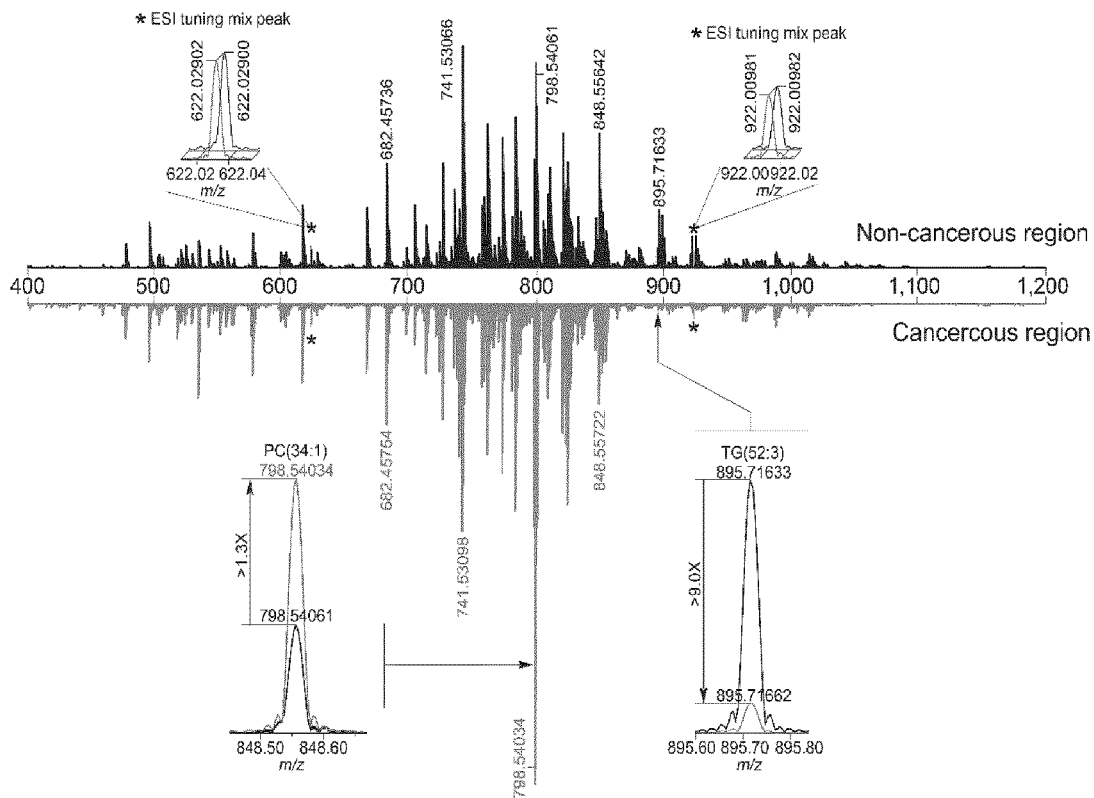 * ESI tuning mix peak
* ESI tuning mix peak
622.02902
622.02900
741.53066
798.54061
922.00981
922.00982
682.45736
848.55642
622.02 622.04
m/z
895.71633
922.00922.02
m/z
*
*
Non-cancerous region
400 500 600 700 800 900 1,000 1,100 1,200
*
*
Cancercous region
682.45754
848.55722
741.53098
798.54034
PC(34:1)
798.54034
>1.3X
798.54061
848.50 848.60
m/z
TG(52:3)
895.71633
>9.0X
895.71662
895.60 895.70 895.80
m/z